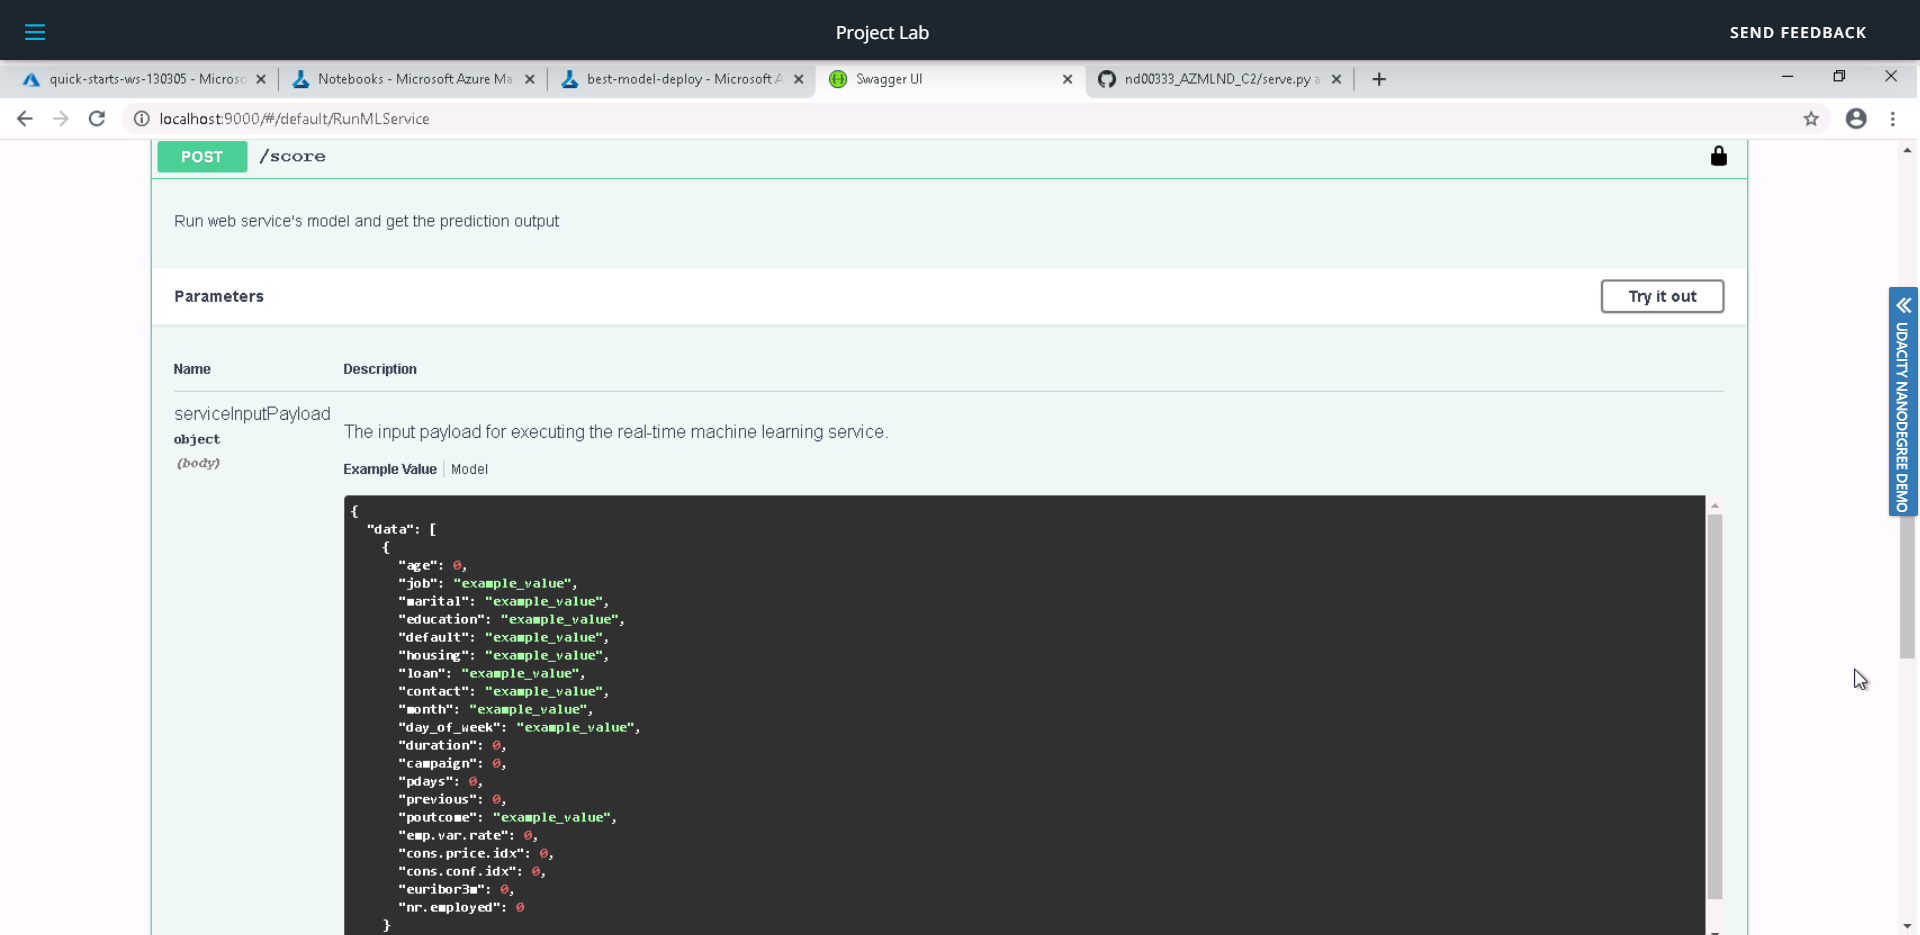 Project Lab
SEND FEEDBACK
quick-starts-ws-130305 - Micros
Notebooks - Microsoft Azure Ma
best-model-deploy - Microsoft A
Swagger UI
nd00333_AZMLND_C2/serve.py a
localhost:9000/#/default/RunMLService
POST /score
Run web service's model and get the prediction output
Parameters
Try it out
Name Description
serviceInputPayload
object
(body)
The input payload for executing the real-time machine learning service.
Example Value Model
{
"data": [
{
"age": 0,
"job": "example_value",
"marital": "example_value",
"education": "example_value",
"default": "example_value",
"housing": "example_value",
"loan": "example_value",
"contact": "example_value",
"month": "example_value",
"day_of_week": "example_value",
"duration": 0,
"campaign": 0,
"pdays": 0,
"previous": 0,
"poutcome": "example_value",
"emp.var.rate": 0,
"cons.price.idx": 0,
"cons.conf.idx": 0,
"euribor3m": 0,
"nr.employed": 0
}
UDACITY NANODEGREE DEMO